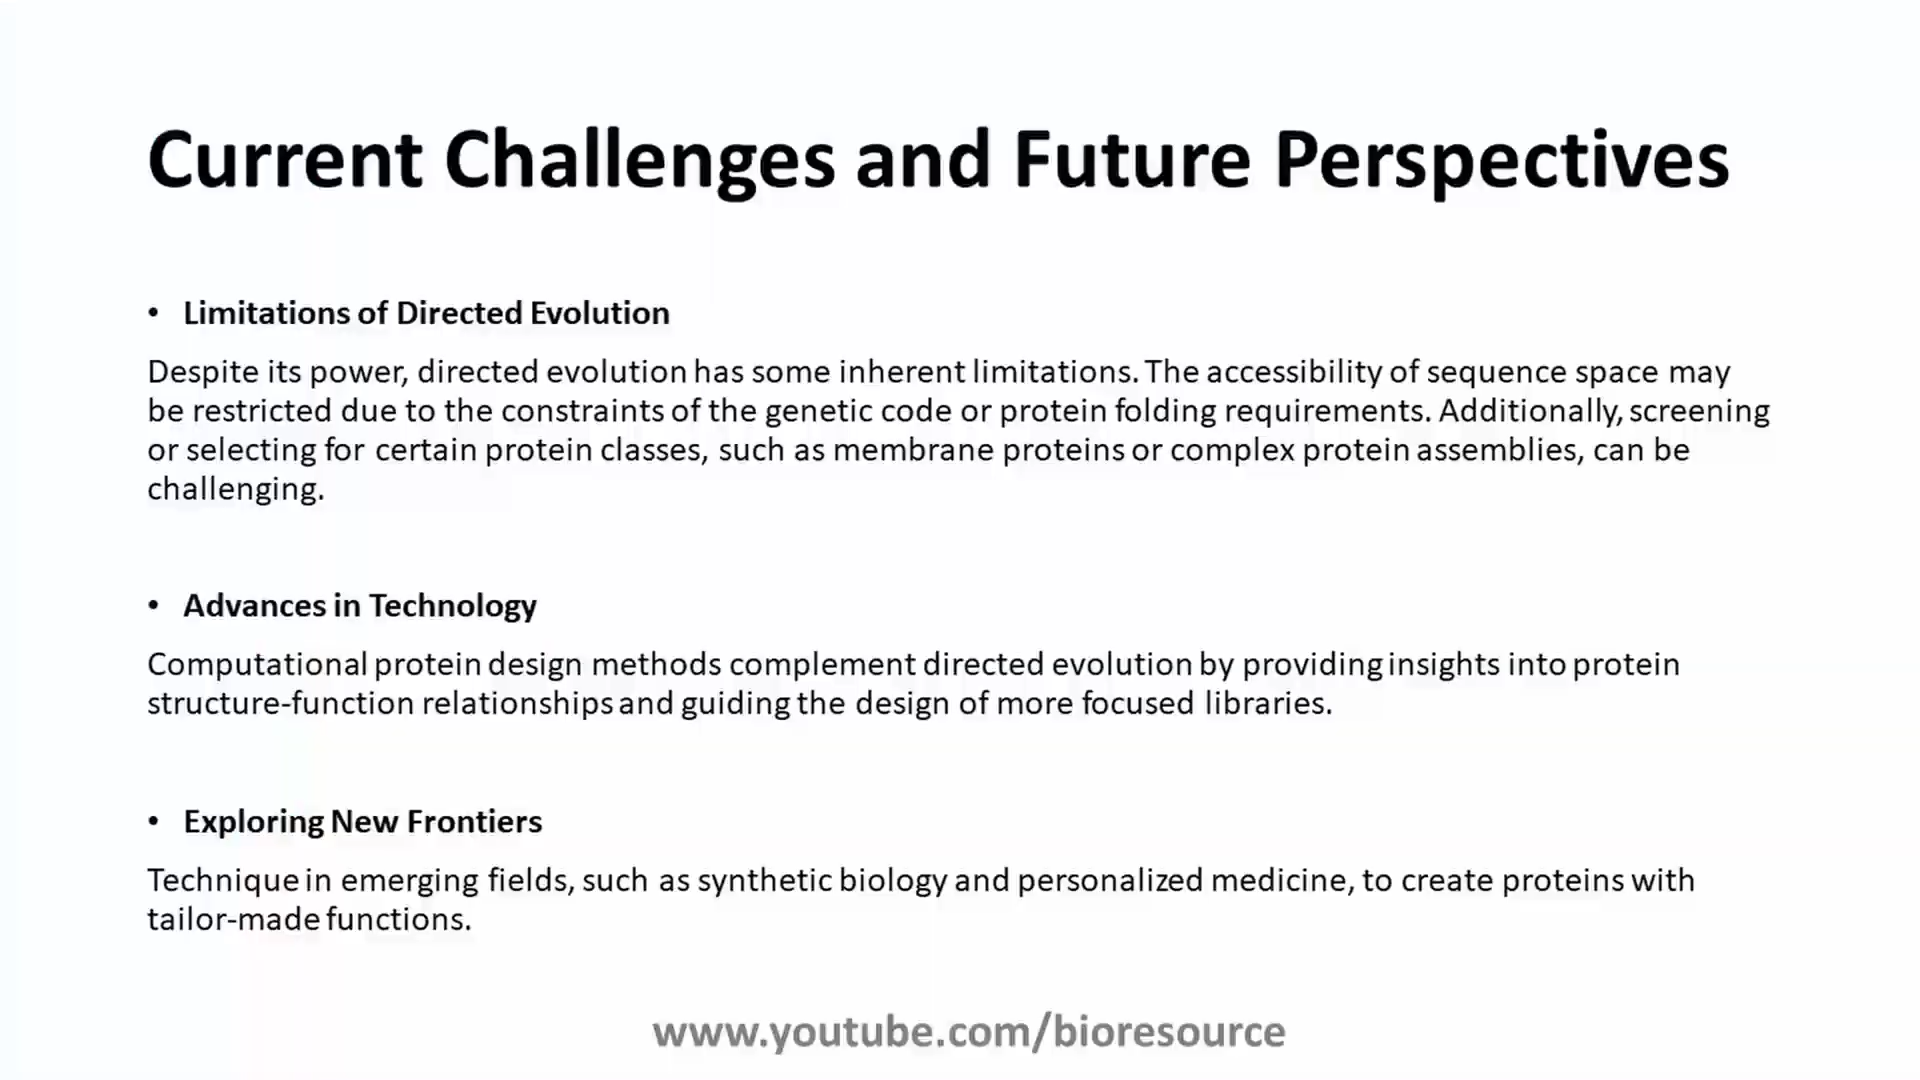 Current Challenges and Future Perspectives
• Limitations of Directed Evolution
Despite its power, directed evolution has some inherent limitations. The accessibility of sequence space may
be restricted due to the constraints of the genetic code or protein folding requirements. Additionally, screening
or selecting for certain protein classes, such as membrane proteins or complex protein assemblies, can be
challenging.
• Advances in Technology
Computational protein design methods complement directed evolution by providing insights into protein
structure-function relationships and guiding the design of more focused libraries.
• Exploring New Frontiers
Technique in emerging fields, such as synthetic biology and personalized medicine, to create proteins with
tailor-made functions.
www.youtube.com/bioresource